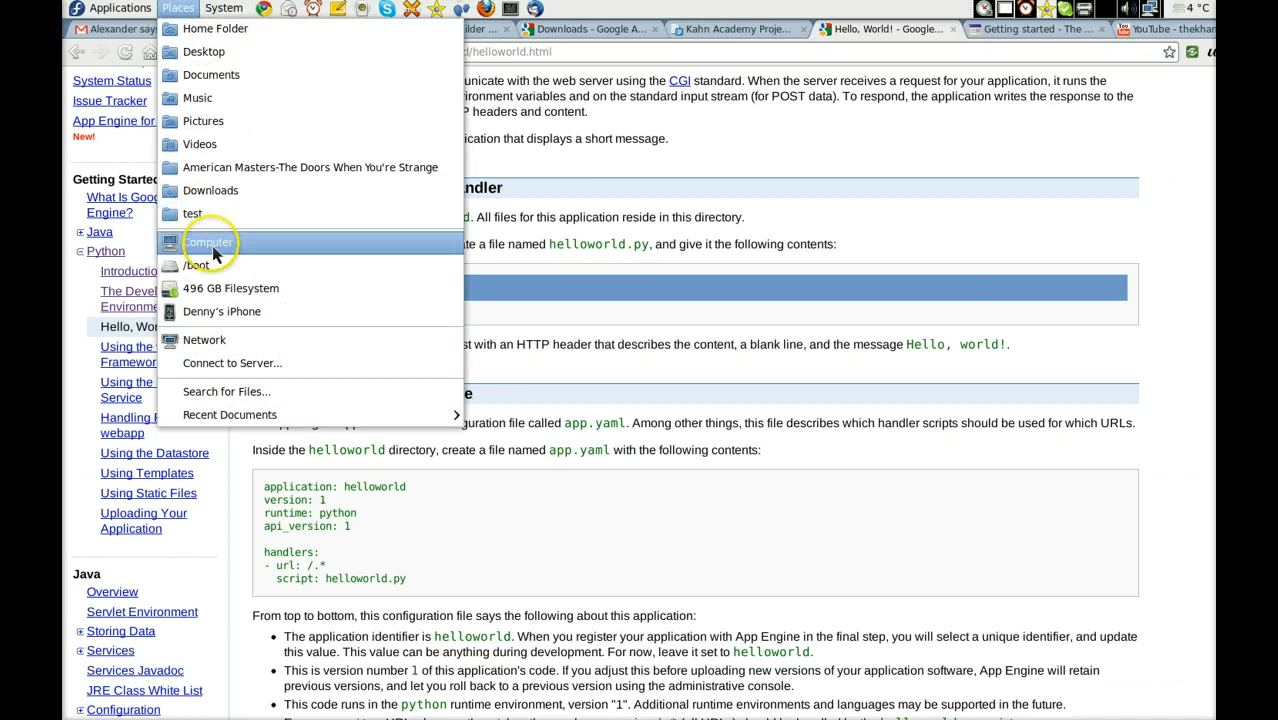 Applications Places System 4 °C
Alexander say
ilder ...
Downloads - Google A...
Kahn Academy Proje...
Hello, World! - Google...
Getting started - The ...
YouTube - thekhan
d/helloworld.html
System Status
Issue Tracker
App Engine for
New!
Getting Started
What Is Goo
Engine?
Java
Python
Introductio
The Devel
Environme
Hello, Wor
Using the
Framewor
Using the
Service
Handling F
webapp
Using the Datastore
Using Templates
Using Static Files
Uploading Your
Application
Java
Overview
Servlet Environment
Storing Data
Services
Services Javadoc
JRE Class White List
Configuration
Home Folder
Desktop
Documents
Music
Pictures
Videos
American Masters-The Doors When You're Strange
Downloads
test
Computer
/boot
496 GB Filesystem
Denny's iPhone
Network
Connect to Server...
Search for Files...
Recent Documents
unicate with the web server using the CGI standard. When the server receives a request for your application, it runs the
vironment variables and on the standard input stream (for POST data). To respond, the application writes the response to the
P headers and content.
ication that displays a short message.
andler
d. All files for this application reside in this directory.
te a file named helloworld.py, and give it the following contents:
st with an HTTP header that describes the content, a blank line, and the message Hello, world!.
e
guration file called app.yaml. Among other things, this file describes which handler scripts should be used for which URLs.
Inside the helloworld directory, create a file named app.yaml with the following contents:
application: helloworld
version: 1
runtime: python
api_version: 1
handlers:
- url: /.*
script: helloworld.py
From top to bottom, this configuration file says the following about this application:
The application identifier is helloworld. When you register your application with App Engine in the final step, you will select a unique identifier, and update
this value. This value can be anything during development. For now, leave it set to helloworld.
This is version number 1 of this application's code. If you adjust this before uploading new versions of your application software, App Engine will retain
previous versions, and let you roll back to a previous version using the administrative console.
This code runs in the python runtime environment, version "1". Additional runtime environments and languages may be supported in the future.